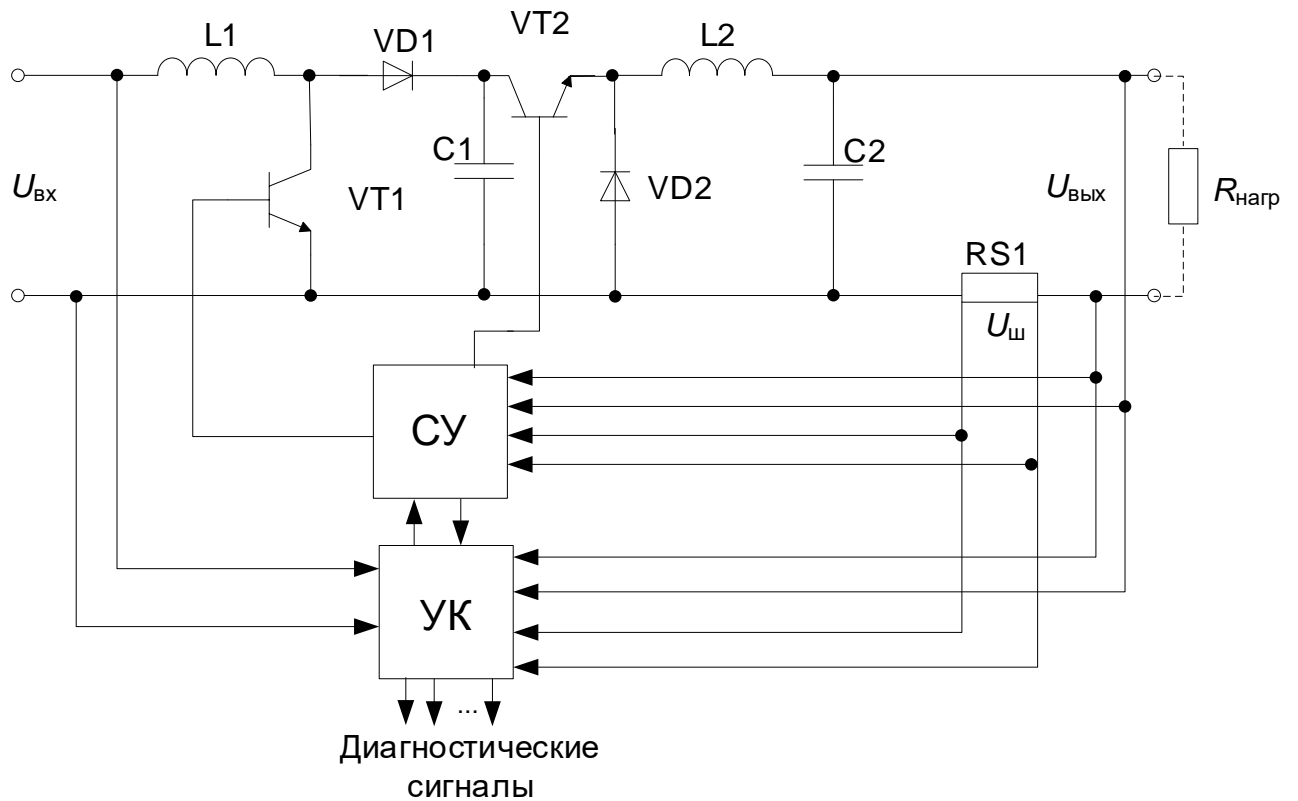 VT2
L1
VD1
L2
C1
C2
Uвх
VT1
VD2
Uвых
Rнагр
RS1
Uш
СУ
УК
...
Диагностические
сигналы